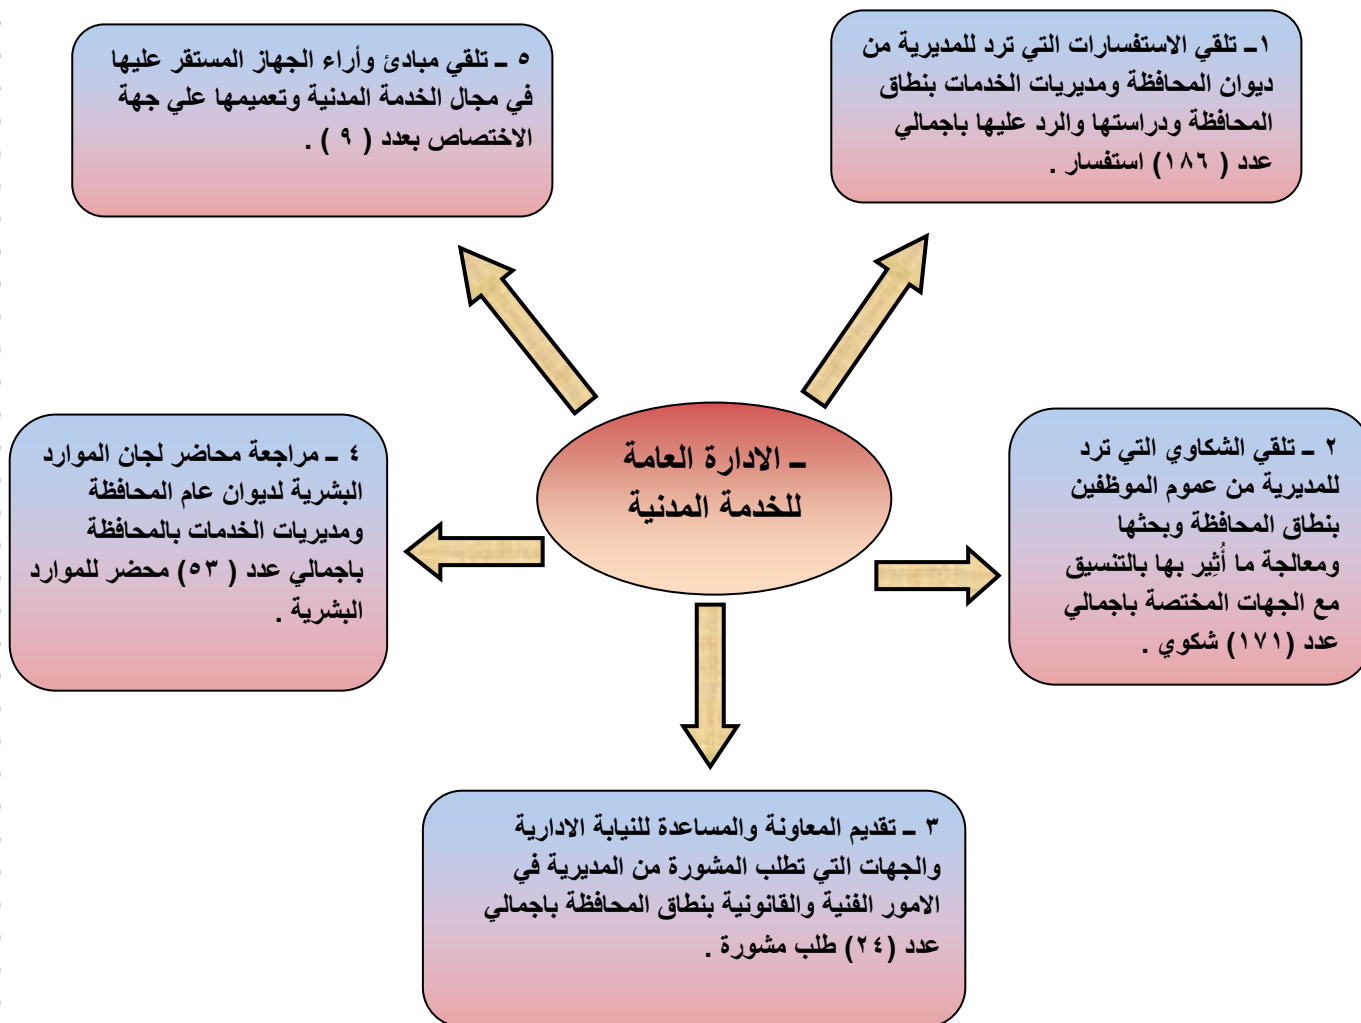 ـ الادارة العامة
للخدمة المدنية
١ـ تلقي الاستفسارات التي ترد للمديرية من
ديوان المحافظة ومديريات الخدمات بنطاق
المحافظة ودراستها والرد عليها باجمالي
عدد ( ١٨٦) استفسار .
٢ ـ تلقي الشكاوي التي ترد
للمديرية من عموم الموظفين
بنطاق المحافظة وبحثها
ومعالجة ما أُثِير بها بالتنسيق
مع الجهات المختصة باجمالي
عدد (١٧١) شكوي .
٣ ـ تقديم المعاونة والمساعدة للنيابة الادارية
والجهات التي تطلب المشورة من المديرية في
الامور الفنية والقانونية بنطاق المحافظة باجمالي
عدد (٢٤) طلب مشورة .
٤ ـ مراجعة محاضر لجان الموارد
البشرية لديوان عام المحافظة
ومديريات الخدمات بالمحافظة
باجمالي عدد ( ٥٣) محضر للموارد
البشرية .
٥ ـ تلقي مبادئ وأراء الجهاز المستقر عليها
في مجال الخدمة المدنية وتعميمها علي جهة
الاختصاص بعدد ( ٩ ) .